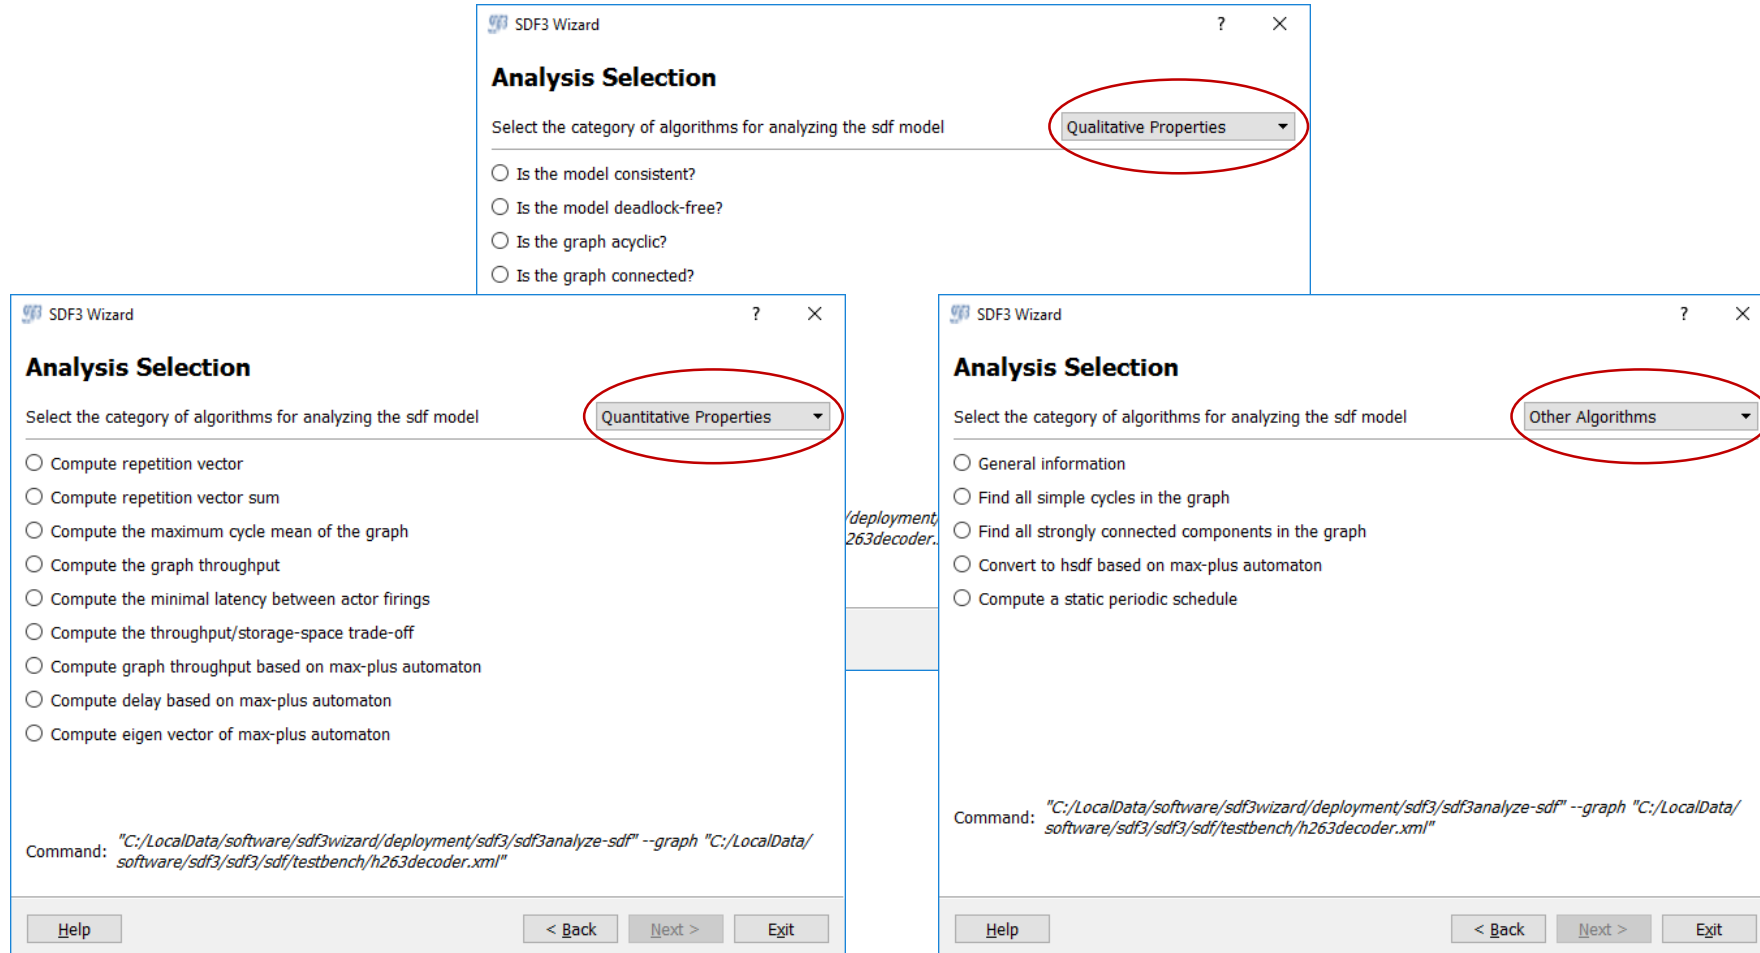 SDF3 Wizard
?
Analysis Selection
Select the category of algorithms for analyzing the sdf model
Qualitative Properties
Is the model consistent?
Is the model deadlock-free?
Is the graph acyclic?
Is the graph connected?
/deployment/
263decoder.
SDF3 Wizard
?
Analysis Selection
Select the category of algorithms for analyzing the sdf model
Quantitative Properties
Compute repetition vector
Compute repetition vector sum
Compute the maximum cycle mean of the graph
Compute the graph throughput
Compute the minimal latency between actor firings
Compute the throughput/storage-space trade-off
Compute graph throughput based on max-plus automaton
Compute delay based on max-plus automaton
Compute eigen vector of max-plus automaton
Command:
"C:/LocalData/software/sdf3wizard/deployment/sdf3/sdf3analyze-sdf" --graph "C:/LocalData/
software/sdf3/sdf3/sdf/testbench/h263decoder.xml"
Help
< Back
Next >
Exit
SDF3 Wizard
?
Analysis Selection
Select the category of algorithms for analyzing the sdf model
Other Algorithms
General information
Find all simple cycles in the graph
Find all strongly connected components in the graph
Convert to hsdf based on max-plus automaton
Compute a static periodic schedule
Command:
"C:/LocalData/software/sdf3wizard/deployment/sdf3/sdf3analyze-sdf" --graph "C:/LocalData/
software/sdf3/sdf3/sdf/testbench/h263decoder.xml"
Help
< Back
Next >
Exit